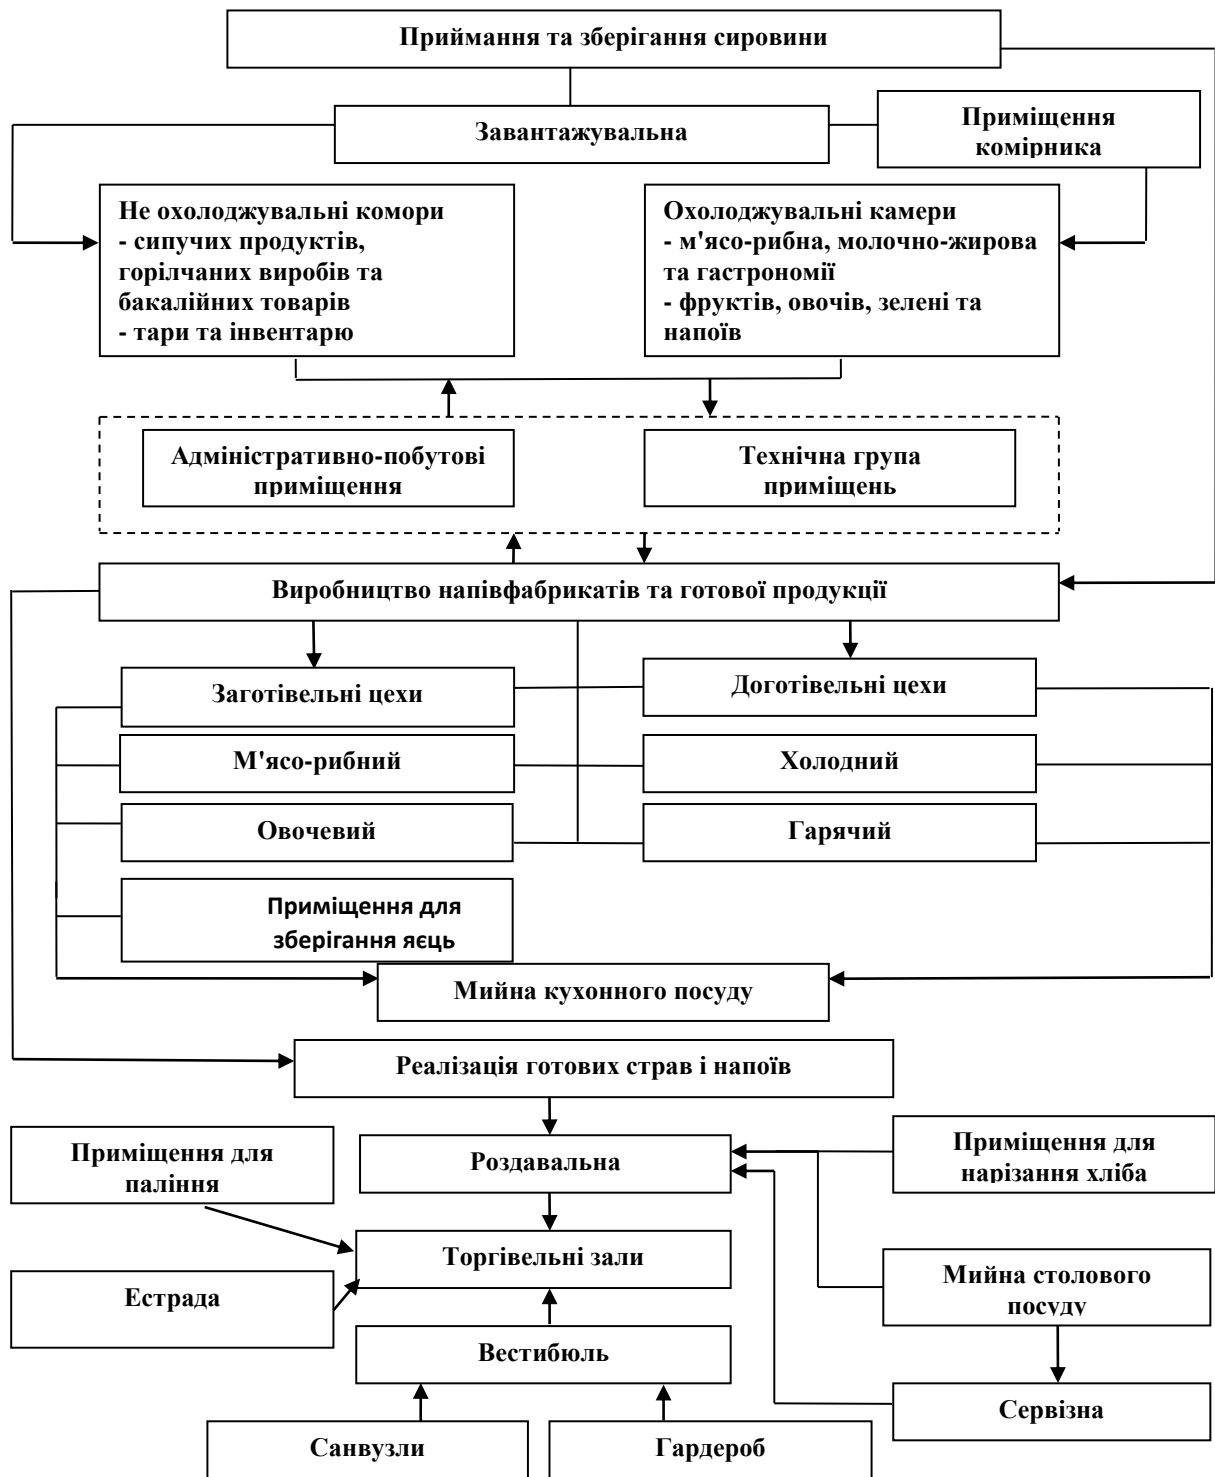 Приймання та зберігання сировини
Завантажувальна
Приміщення
комірника
Не охолоджувальні комори
- сипучих продуктів,
горілчаних виробів та
бакалійних товарів
- тари та інвентарю
Охолоджувальні камери
- м'ясо-рибна, молочно-жирова
та гастрономії
- фруктів, овочів, зелені та
напоїв
Адміністративно-побутові
приміщення
Технічна група
приміщень
Виробництво напівфабрикатів та готової продукції
Заготівельні цехи
Доготівельні цехи
М'ясо-рибний
Холодний
Овочевий
Гарячий
Приміщення для
зберігання яєць
Мийна кухонного посуду
Реалізація готових страв і напоїв
Приміщення для
паління
Роздавальна
Приміщення для
нарізання хліба
Торгівельні зали
Естрада
Мийна столового
посуду
Вестибюль
Сервізна
Санвузли
Гардероб